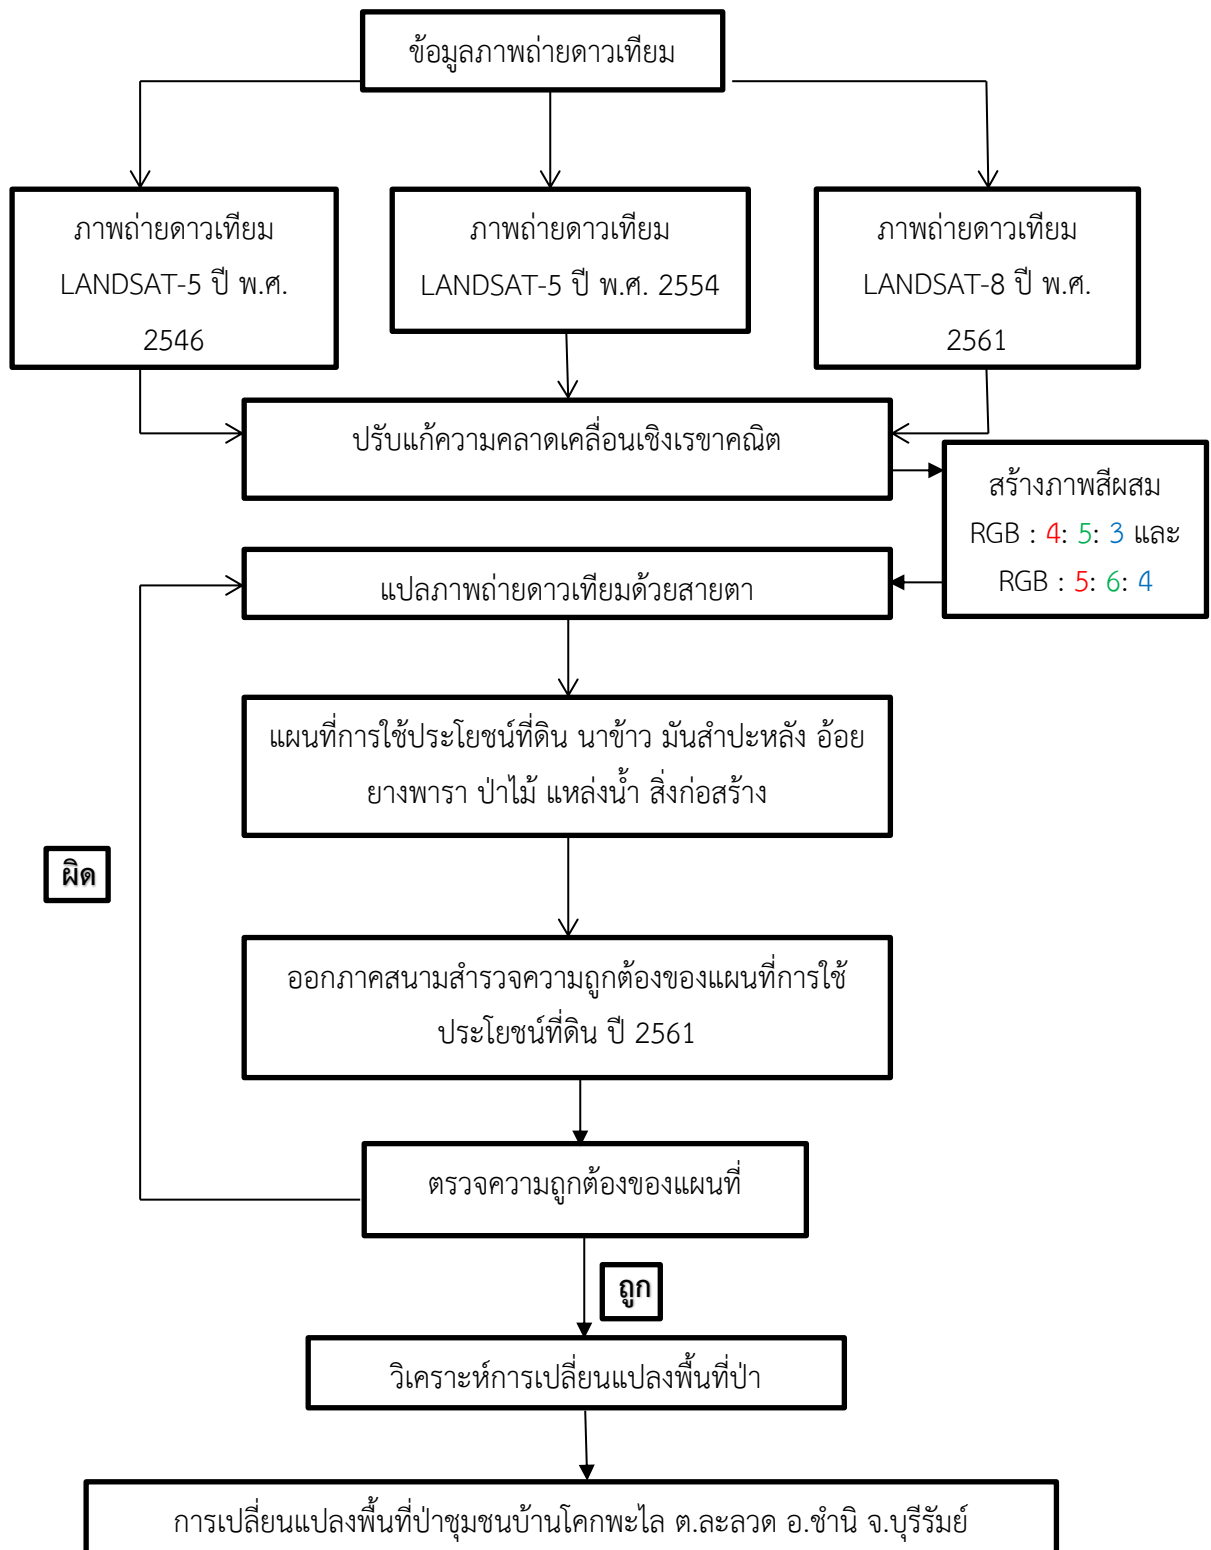 ข้อมูลภาพถ่ายดาวเทียม
ภาพถ่ายดาวเทียม
LANDSAT-5 ปี พ.ศ.
2546
ภาพถ่ายดาวเทียม
LANDSAT-5 ปี พ.ศ. 2554
ภาพถ่ายดาวเทียม
LANDSAT-8 ปี พ.ศ.
2561
ปรับแก้ความคลาดเคลื่อนเชิงเรขาคณิต
สร้างภาพสีผสม
RGB : 4: 5: 3 และ
RGB : 5: 6: 4
แปลภาพถ่ายดาวเทียมด้วยสายตา
แผนที่การใช้ประโยชน์ที่ดิน นาข้าว มันสำปะหลัง อ้อย
ยางพารา ป่าไม้ แหล่งน้ำ สิ่งก่อสร้าง
ผิด
ออกภาคสนามสำรวจความถูกต้องของแผนที่การใช้
ประโยชน์ที่ดิน ปี 2561
ตรวจความถูกต้องของแผนที่
ถูก
วิเคราะห์การเปลี่ยนแปลงพื้นที่ป่า
การเปลี่ยนแปลงพื้นที่ป่าชุมชนบ้านโคกพะไล ต.ละลวด อ.ชำนิ จ.บุรีรัมย์